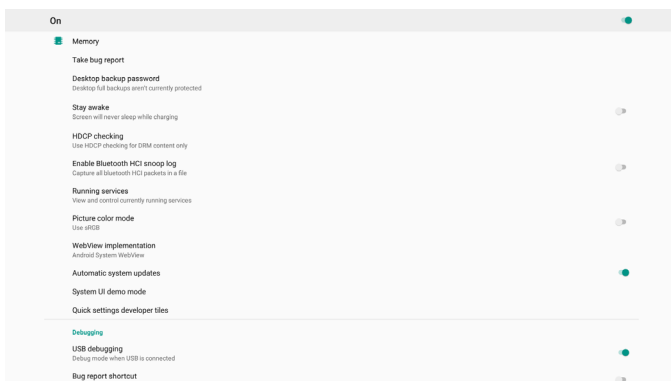 On
Memory
Take bug report
Desktop backup password
Desktop full backups aren't currently protected
Stay awake
Screen will never sleep while charging
HDCP checking
Use HDCP checking for DRM content only
Enable Bluetooth HCI snoop log
Capture all bluetooth HCI packets in a file
Running services
View and control currently running services
Picture color mode
Use sRGB
WebView implementation
Android System WebView
Automatic system updates
System UI demo mode
Quick settings developer tiles
Debugging
USB debugging
Debug mode when USB is connected
Bug report shortcut